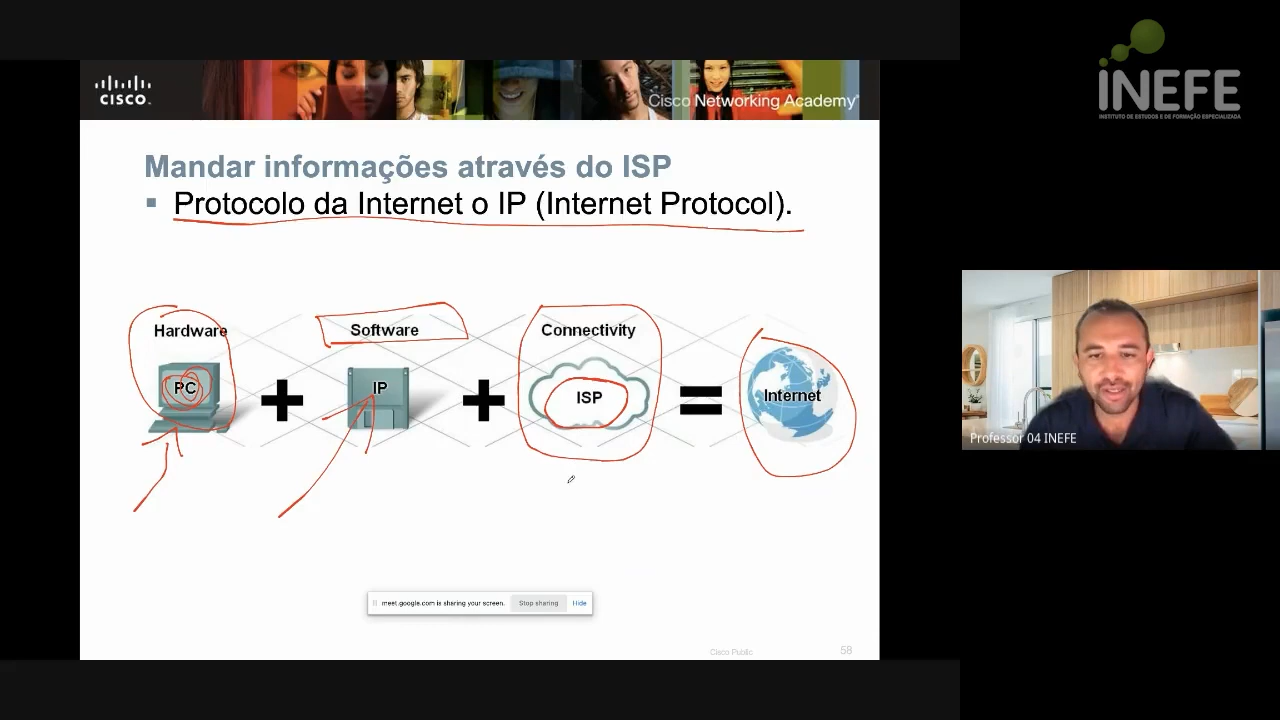 CISCO
Cisco Networking Academy®
INEFE
INSTITUTO DE ESTUDOS E DE FORMAÇÃO ESPECIALIZADA
Mandar informações através do ISP
Protocolo da Internet o IP (Internet Protocol).
Hardware
Software
Connectivity
PC
+
IP
+
ISP
=
Internet
Professor 04 INEFE
meet.google.com is sharing your screen.
Stop sharing
Hide
Cisco Public
58